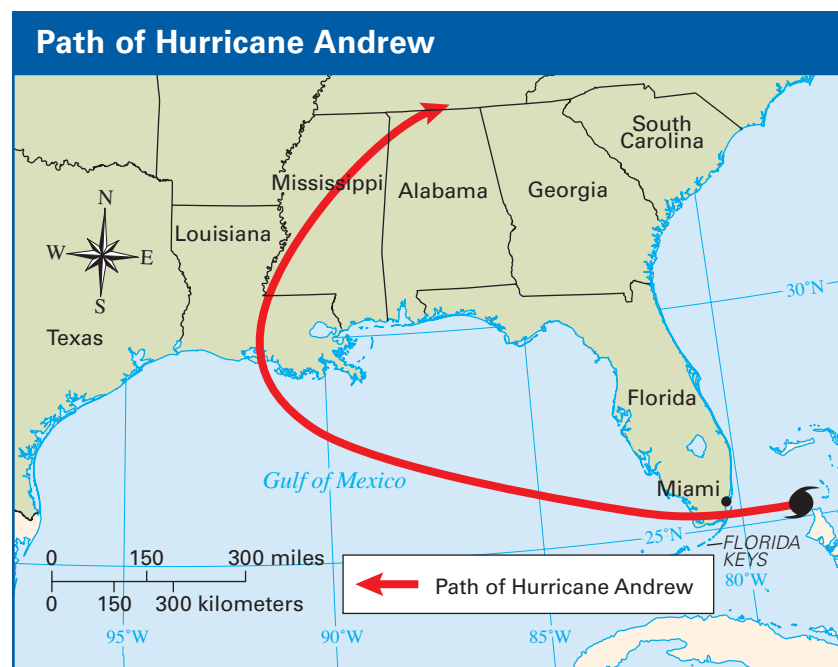 Path of Hurricane Andrew
South
Carolina
Mississippi
Alabama
Georgia
N
Louisiana
W
E
S
30°N
Texas
Florida
Gulf of Mexico
Miami
25°N
FLORIDA
KEYS
0 150 300 miles
0 150 300 kilometers
80°W
Path of Hurricane Andrew
95°W
90°W
85°W